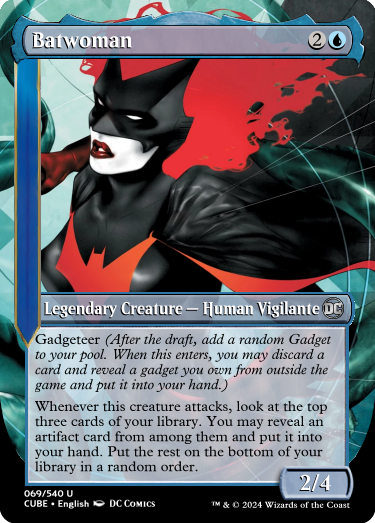 Batwoman 2
Legendary Creature — Human Vigilante DC
Gadgeteer (After the draft, add a random Gadget
to your pool. When this enters, you may discard a
card and reveal a gadget you own from outside the
game and put it into your hand.)
Whenever this creature attacks, look at the top
three cards of your library. You may reveal an
artifact card from among them and put it into
your hand. Put the rest on the bottom of your
library in a random order.
2/4
069/540 U
CUBE • English DC Comics
™ & © 2024 Wizards of the Coast